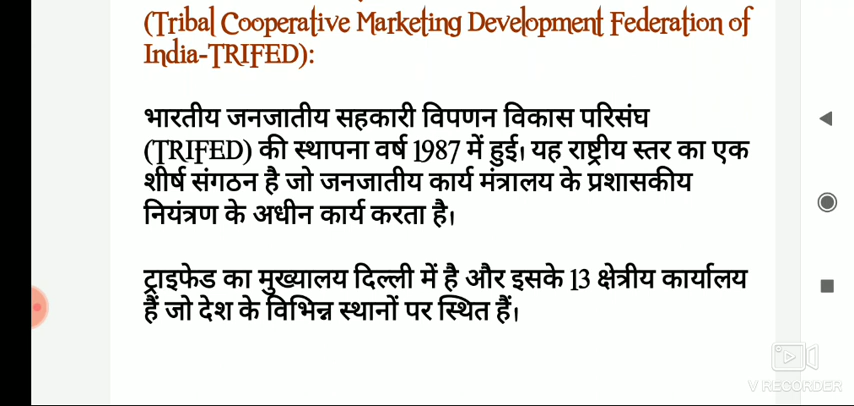 (Tribal Cooperative Marketing Development Federation of
India-TRIFED):
भारतीय जनजातीय सहकारी विपणन विकास परिसंघ
(TRIFED) की स्थापना वर्ष 1987 में हुई। यह राष्ट्रीय स्तर का एक
शीर्ष संगठन है जो जनजातीय कार्य मंत्रालय के प्रशासकीय
नियंत्रण के अधीन कार्य करता है।
ट्राइफेड का मुख्यालय दिल्ली में है और इसके 13 क्षेत्रीय कार्यालय
हैं जो देश के विभिन्न स्थानों पर स्थित हैं।
V RECORDER